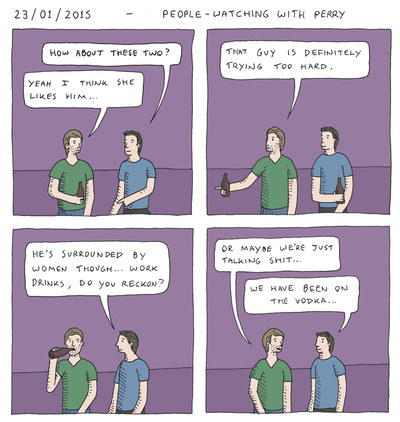 23/01/2015 - PEOPLE-WATCHING WITH PERRY
HOW ABOUT THESE TWO?
YEAH I THINK SHE
LIKES HIM...
THAT GUY IS DEFINITELY
TRYING TOO HARD.
HE'S SURROUNDED BY
WOMEN THOUGH... WORK
DRINKS, DO YOU RECKON?
OR MAYBE WE'RE JUST
TALKING SHIT...
WE HAVE BEEN ON
THE VODKA...